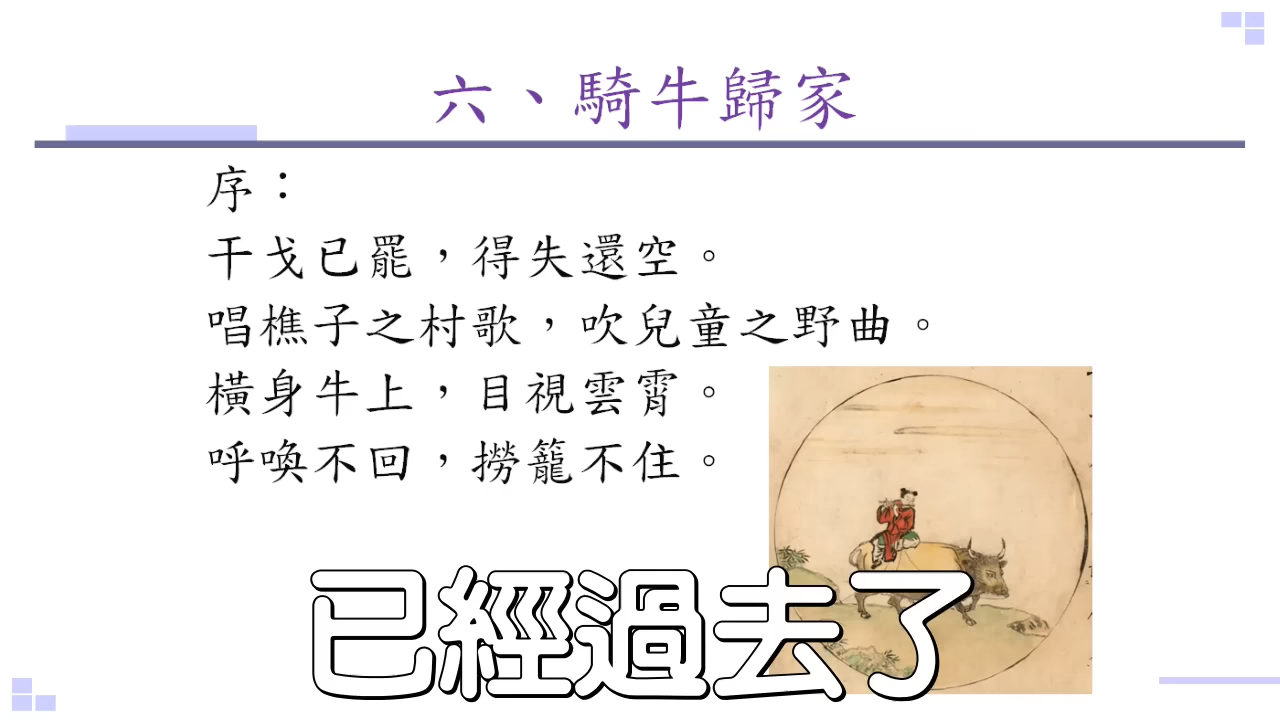 六、騎牛歸家
序：
干戈已罷，得失還空。
唱樵子之村歌，吹兒童之野曲。
橫身牛上，目視雲霄。
呼喚不回，撈籠不住。
已經過去了